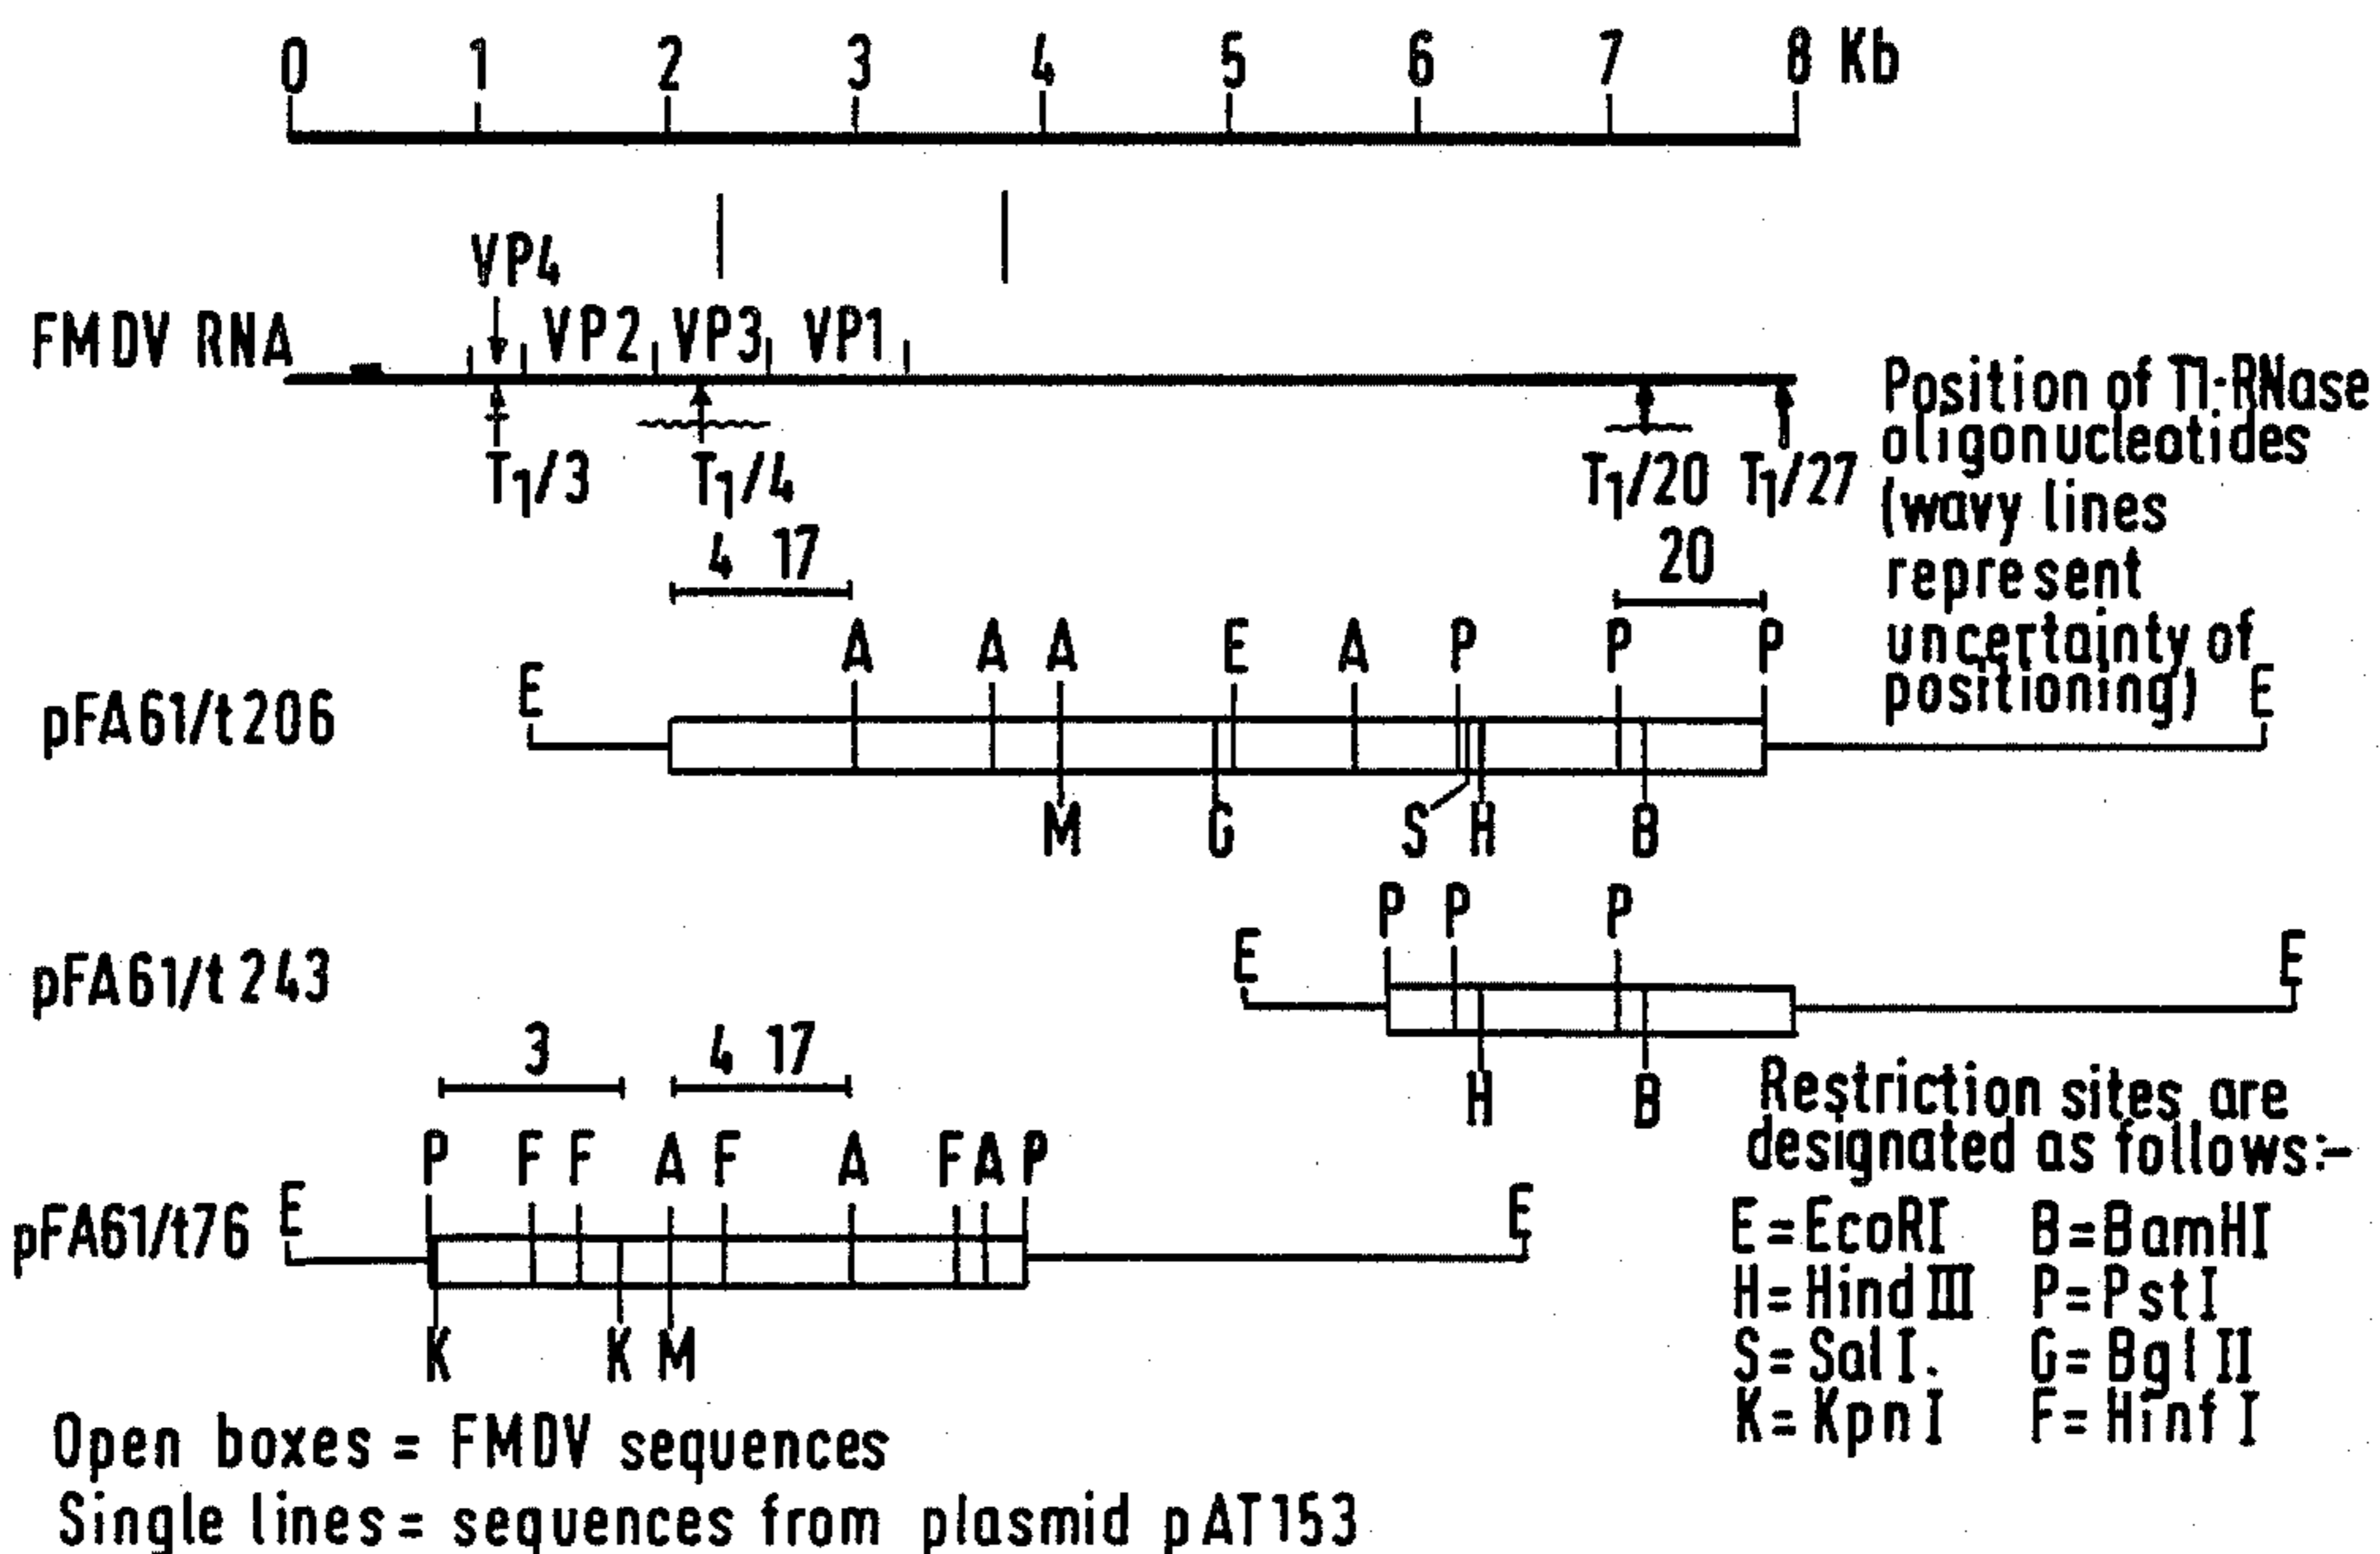 0 1 2 3 4 5 6 7 8 Kb
VP4
FMDV RNA VP2 VP3 VP1
T1/3 T1/4 T1/20 T1/27
Position of T1-RNase
oligonucleotides
(wavy lines
represent
uncertainty of
positioning)
4 17 20
E A A A E A P P P E
pFA61/t206
M G S H B
P P P
E E
pFA61/t243
H B
3 4 17
P F F A F A F A P
E E
pFA61/t76
K K M
Restriction sites are
designated as follows:-
E=EcoRI B=BamHI
H=HindIII P=PstI
S=SalI. G=BglII
K=KpnI F=HinfI
Open boxes = FMDV sequences
Single lines= sequences from plasmid pAT153